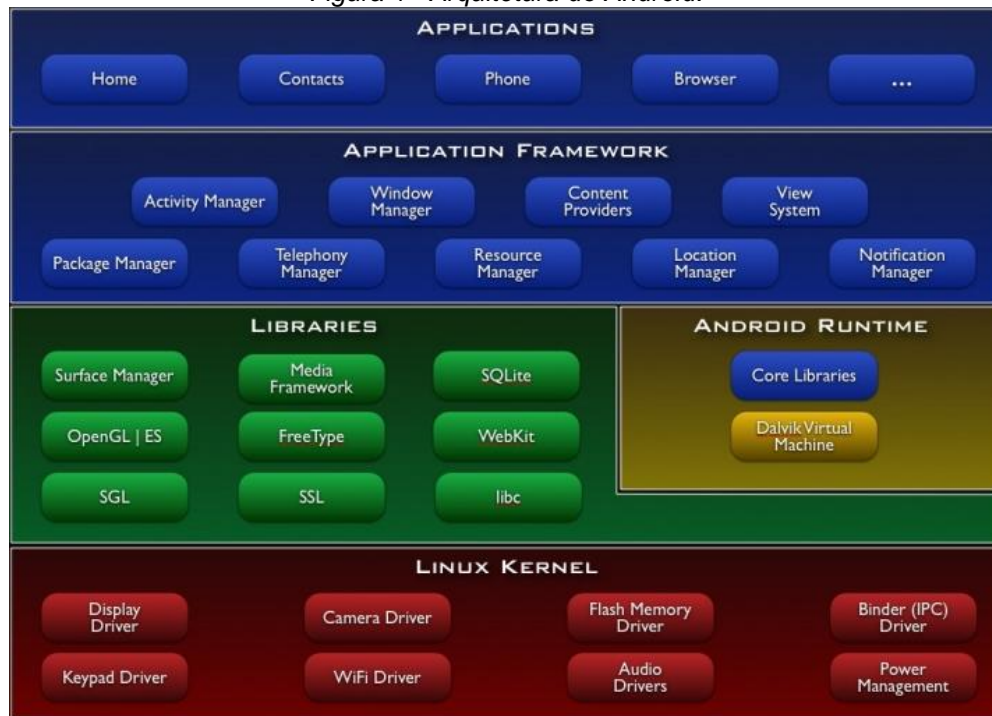 APPLICATIONS
Home
Contacts
Phone
Browser
...
APPLICATION FRAMEWORK
Activity Manager
Window
Manager
Content
Providers
View
System
Package Manager
Telephony
Manager
Resource
Manager
Location
Manager
Notification
Manager
LIBRARIES
Surface Manager
Media
Framework
SQLite
OpenGL | ES
FreeType
WebKit
SGL
SSL
libc
ANDROID RUNTIME
Core Libraries
Dalvik Virtual
Machine
LINUX KERNEL
Display
Driver
Camera Driver
Flash Memory
Driver
Binder (IPC)
Driver
Keypad Driver
WiFi Driver
Audio
Drivers
Power
Management